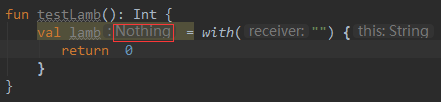 fun testLamb(): Int {
val lamb : Nothing = with( receiver: "") { this: String
return 0
}
}